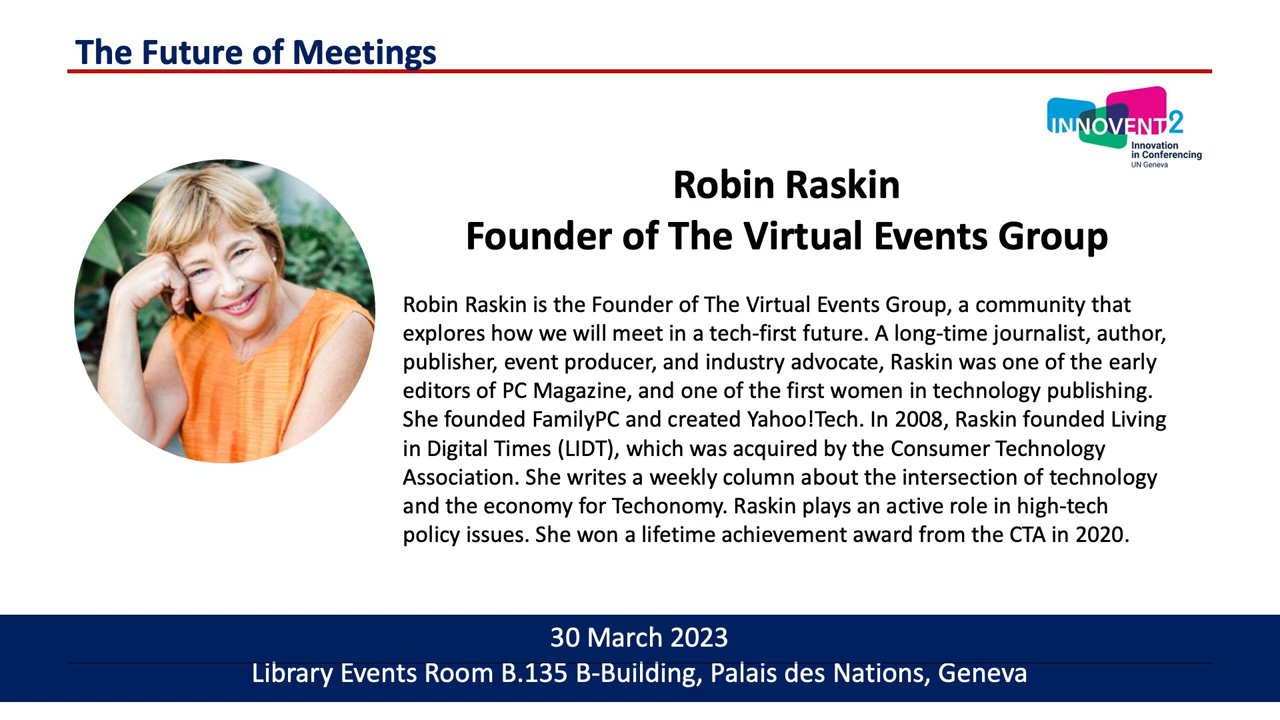 The Future of Meetings
INNOVENT2
Innovation
in Conferencing
UN Geneva
Robin Raskin
Founder of The Virtual Events Group
Robin Raskin is the Founder of The Virtual Events Group, a community that
explores how we will meet in a tech-first future. A long-time journalist, author,
publisher, event producer, and industry advocate, Raskin was one of the early
editors of PC Magazine, and one of the first women in technology publishing.
She founded FamilyPC and created Yahoo!Tech. In 2008, Raskin founded Living
in Digital Times (LIDT), which was acquired by the Consumer Technology
Association. She writes a weekly column about the intersection of technology
and the economy for Techonomy. Raskin plays an active role in high-tech
policy issues. She won a lifetime achievement award from the CTA in 2020.
30 March 2023
Library Events Room B.135 B-Building, Palais des Nations, Geneva